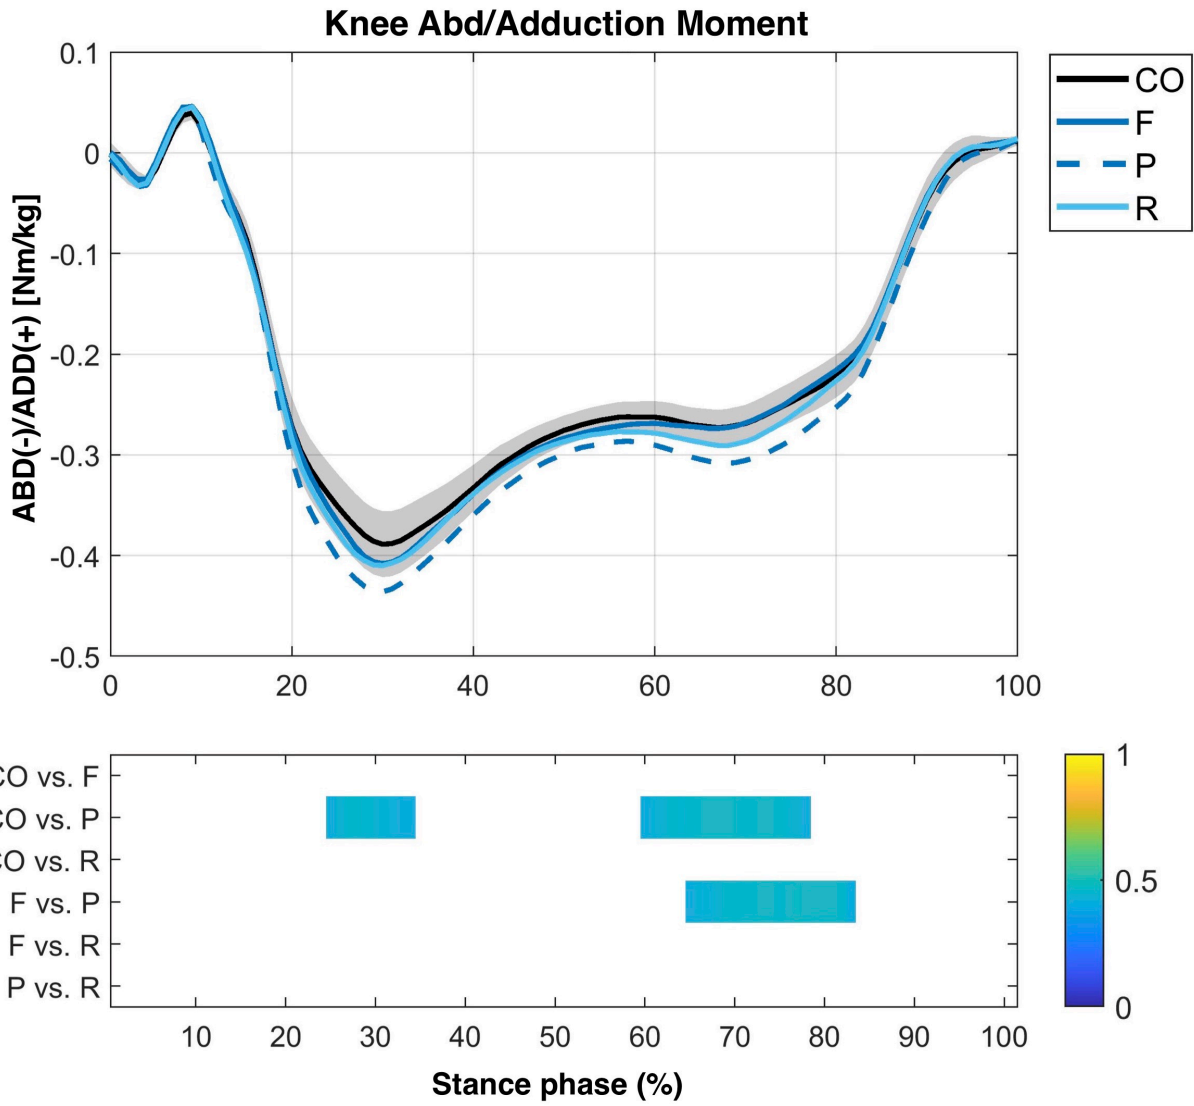 Knee Abd/Adduction Moment
ABD(-)/ADD(+) [Nm/kg]
0.1
0
-0.1
-0.2
-0.3
-0.4
-0.5
0 20 40 60 80 100
CO
F
P
R
CO vs. F
CO vs. P
CO vs. R
F vs. P
F vs. R
P vs. R
10 20 30 40 50 60 70 80 90 100
Stance phase (%)
1
0.5
0